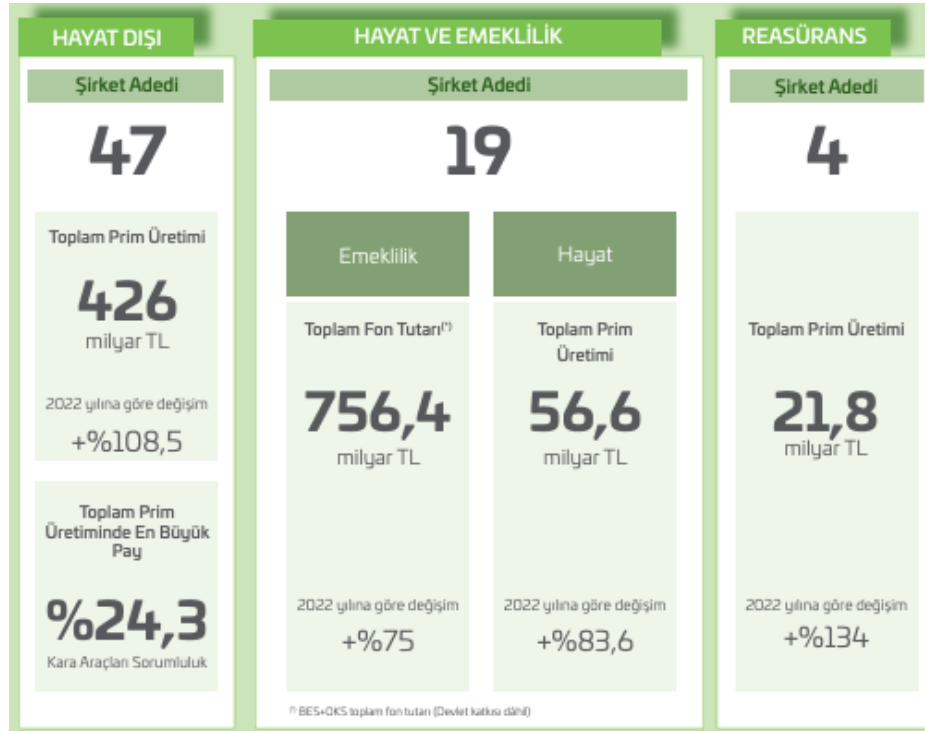 HAYAT DIŞI
Şirket Adedi
47
Toplam Prim Üretimi
426
milyar TL
2022 yılına göre değişim
+%108,5
Toplam Prim
Üretiminde En Büyük
Pay
%24,3
Kara Araçları Sorumluluk
HAYAT VE EMEKLİLİK
Şirket Adedi
19
Emeklilik
Toplam Fon Tutarı(*)
756,4
milyar TL
2022 yılına göre değişim
+%75
Hayat
Toplam Prim
Üretimi
56,6
milyar TL
2022 yılına göre değişim
+%83,6
(*) BES+OKS toplam fon tutarı (Devlet katkısı dâhil)
REASÜRANS
Şirket Adedi
4
Toplam Prim Üretimi
21,8
milyar TL
2022 yılına göre değişim
+%134